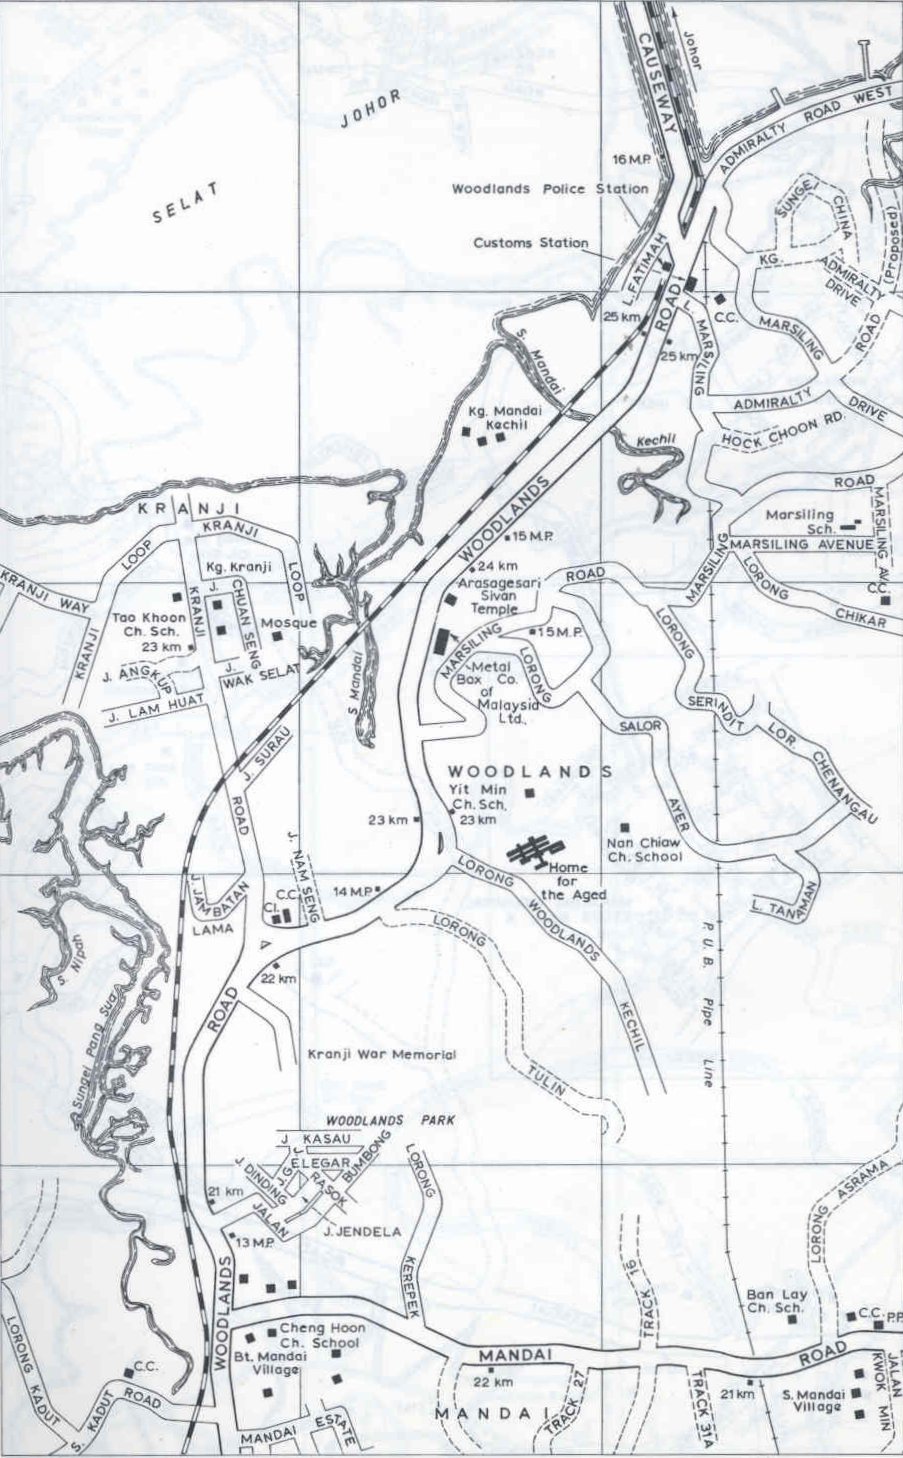 CAUSEWAY
Johor
JOHOR
SELAT
ADMIRALTY ROAD WEST
16 M.P.
Woodlands Police Station
Customs Station
SUNGEI
CHINA
KG.
(Proposed)
ADMIRALTY
DRIVE
ROAD
L. FATIMAH
ROAD
25 km
C.C.
25 km
L. MARSILING
MARSILING
S. Mandai
Kechil
Kg. Mandai
Kechil
ADMIRALTY
DRIVE
HOCK CHOON RD.
ROAD
MARSILING AV.
Marsiling
Sch.
MARSILING AVENUE
MARSILING
C.C.
LORONG
CHIKAR
KRANJI
KRANJI
LOOP
LOOP
KRANJI WAY
KRANJI
Kg. Kranji
Tao Khoon
Ch. Sch.
23 km
J.
CHUAN SENG
KRANJI
Mosque
J. ANGKUP
J.
WAK SELAT
J. LAM HUAT
J. SURAU
ROAD
S. Mandai
WOODLANDS
15 M.P.
24 km
Arasagesari
Sivan
Temple
ROAD
MARSILING
15 M.P.
Metal
Box Co.
of
Malaysia
Ltd.
LORONG
LORONG
SERINDIT
SALOR
AYER
LOR. CHENANGAU
WOODLANDS
Yit Min
Ch. Sch.
23 km
23 km
Nan Chiaw
Ch. School
Home
for
the Aged
L. TANAMAN
J. NAM SENG
14 M.P.
C.C.
Cl.
J. JAMBATAN
LAMA
LORONG
WOODLANDS
KECHIL
LORONG
TULIN
P.U.B. Pipe Line
S. Nipah
Sungei Pang Sua
22 km
ROAD
Kranji War Memorial
WOODLANDS PARK
J. KASAU
J. GELEGAR
J. DINDING
RASOK
BUMBONG
JALAN
J. JENDELA
21 km
13 M.P.
LORONG
KEREPEK
WOODLANDS
LORONG ASRAMA
TRACK 16
Ban Lay
Ch. Sch.
C.C.
P.P.
Cheng Hoon
Ch. School
Bt. Mandai
Village
MANDAI
ROAD
22 km
MANDAI
TRACK 27
TRACK 31A
21 km
S. Mandai
Village
JALAN
KWOK MIN
LORONG KADUT
C.C.
S. KADUT ROAD
MANDAI
ESTATE